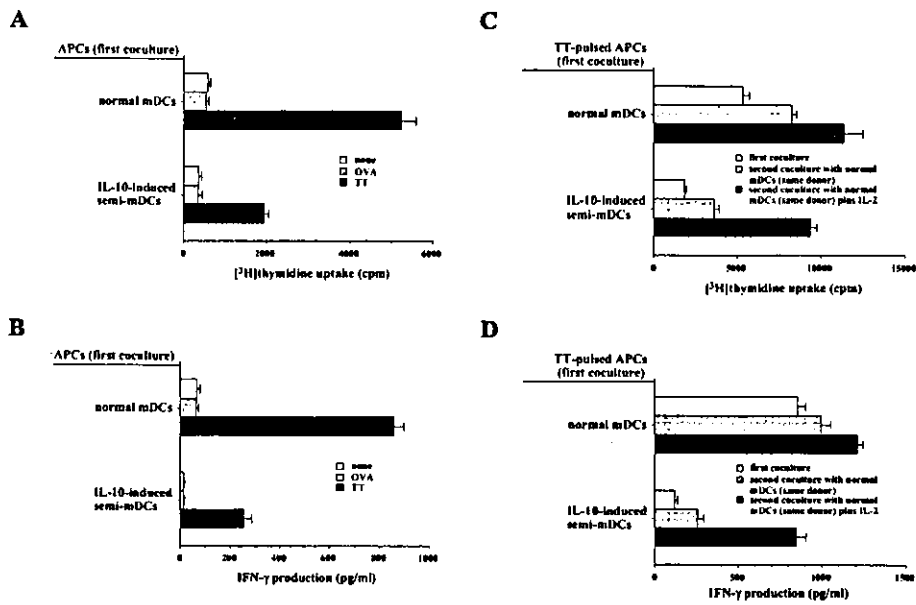 A
APCs (first coculture)
normal mDCs
IL-10-induced
semi-mDCs
none
OVA
TT
0
2000
4000
6000
[³H]thymidine uptake (cpm)
B
APCs (first coculture)
normal mDCs
IL-10-induced
semi-mDCs
none
OVA
TT
0
200
400
600
800
1000
IFN-γ production (pg/ml)
C
TT-pulsed APCs
(first coculture)
normal mDCs
IL-10-induced
semi-mDCs
first coculture
second coculture with normal
mDCs (same donor)
second coculture with normal
mDCs (same donor) plus IL-2
0
5000
10000
15000
[³H]thymidine uptake (cpm)
D
TT-pulsed APCs
(first coculture)
normal mDCs
IL-10-induced
semi-mDCs
first coculture
second coculture with normal
mDCs (same donor)
second coculture with normal
mDCs (same donor) plus IL-2
0
500
1000
1500
IFN-γ production (pg/ml)